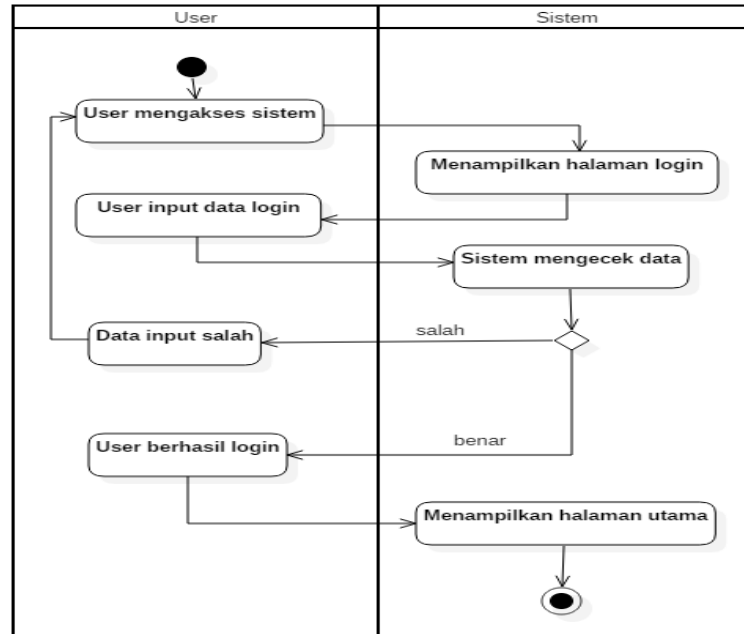 User
Sistem
User mengakses sistem
Menampilkan halaman login
User input data login
Sistem mengecek data
salah
Data input salah
benar
User berhasil login
Menampilkan halaman utama